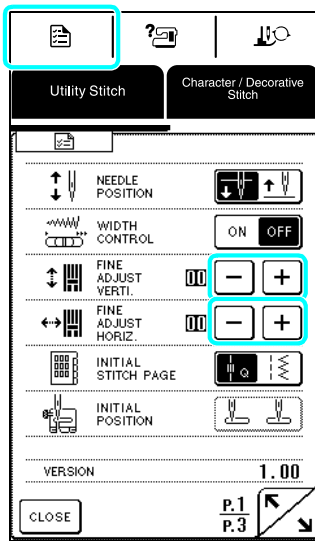 ?
Utility Stitch
Character / Decorative
Stitch
NEEDLE
POSITION
WIDTH
CONTROL
ON OFF
FINE
ADJUST
VERTI.
00 − +
FINE
ADJUST
HORIZ.
00 − +
INITIAL
STITCH PAGE
Q
INITIAL
POSITION
VERSION 1.00
CLOSE
P.1
P.3